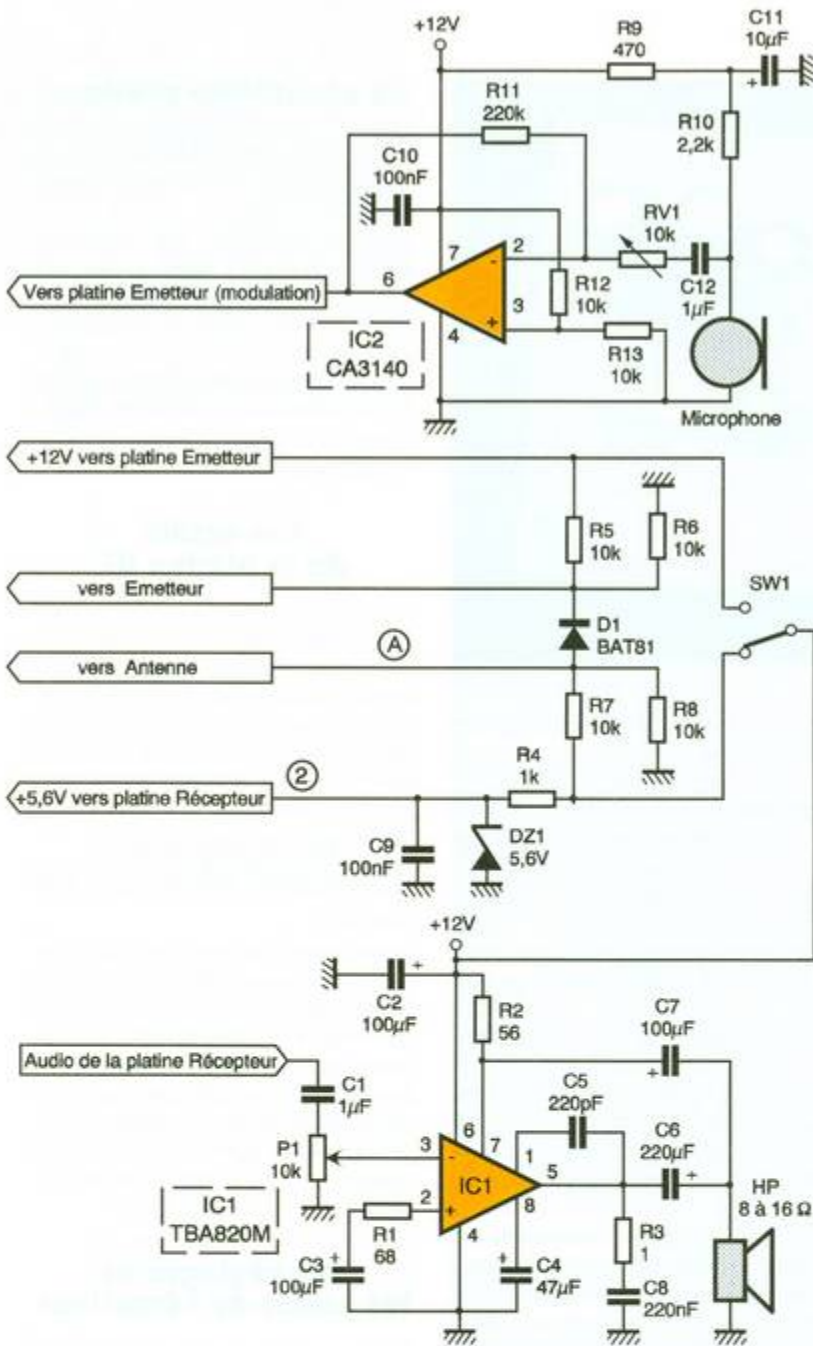 +12V
R9
470
C11
10µF
+
R11
220k
R10
2,2k
C10
100nF
RV1
10k
7
2
-
6
Vers platine Emetteur (modulation)
R12
10k
C12
1µF
3
+
4
IC2
CA3140
R13
10k
Microphone
+12V vers platine Emetteur
R5
10k
R6
10k
vers Emetteur
SW1
D1
BAT81
A
vers Antenne
R7
10k
R8
10k
R4
1k
2
+5,6V vers platine Récepteur
C9
100nF
DZ1
5,6V
+12V
+
C2
100µF
R2
56
C7
100µF
+
Audio de la platine Récepteur
C1
1µF
C5
220pF
C6
220µF
+
6
7
1
P1
10k
3
-
IC1
5
HP
8 à 16 Ω
2
+
8
4
IC1
TBA820M
R1
68
R3
1
+
C3
100µF
+
C4
47µF
C8
220nF